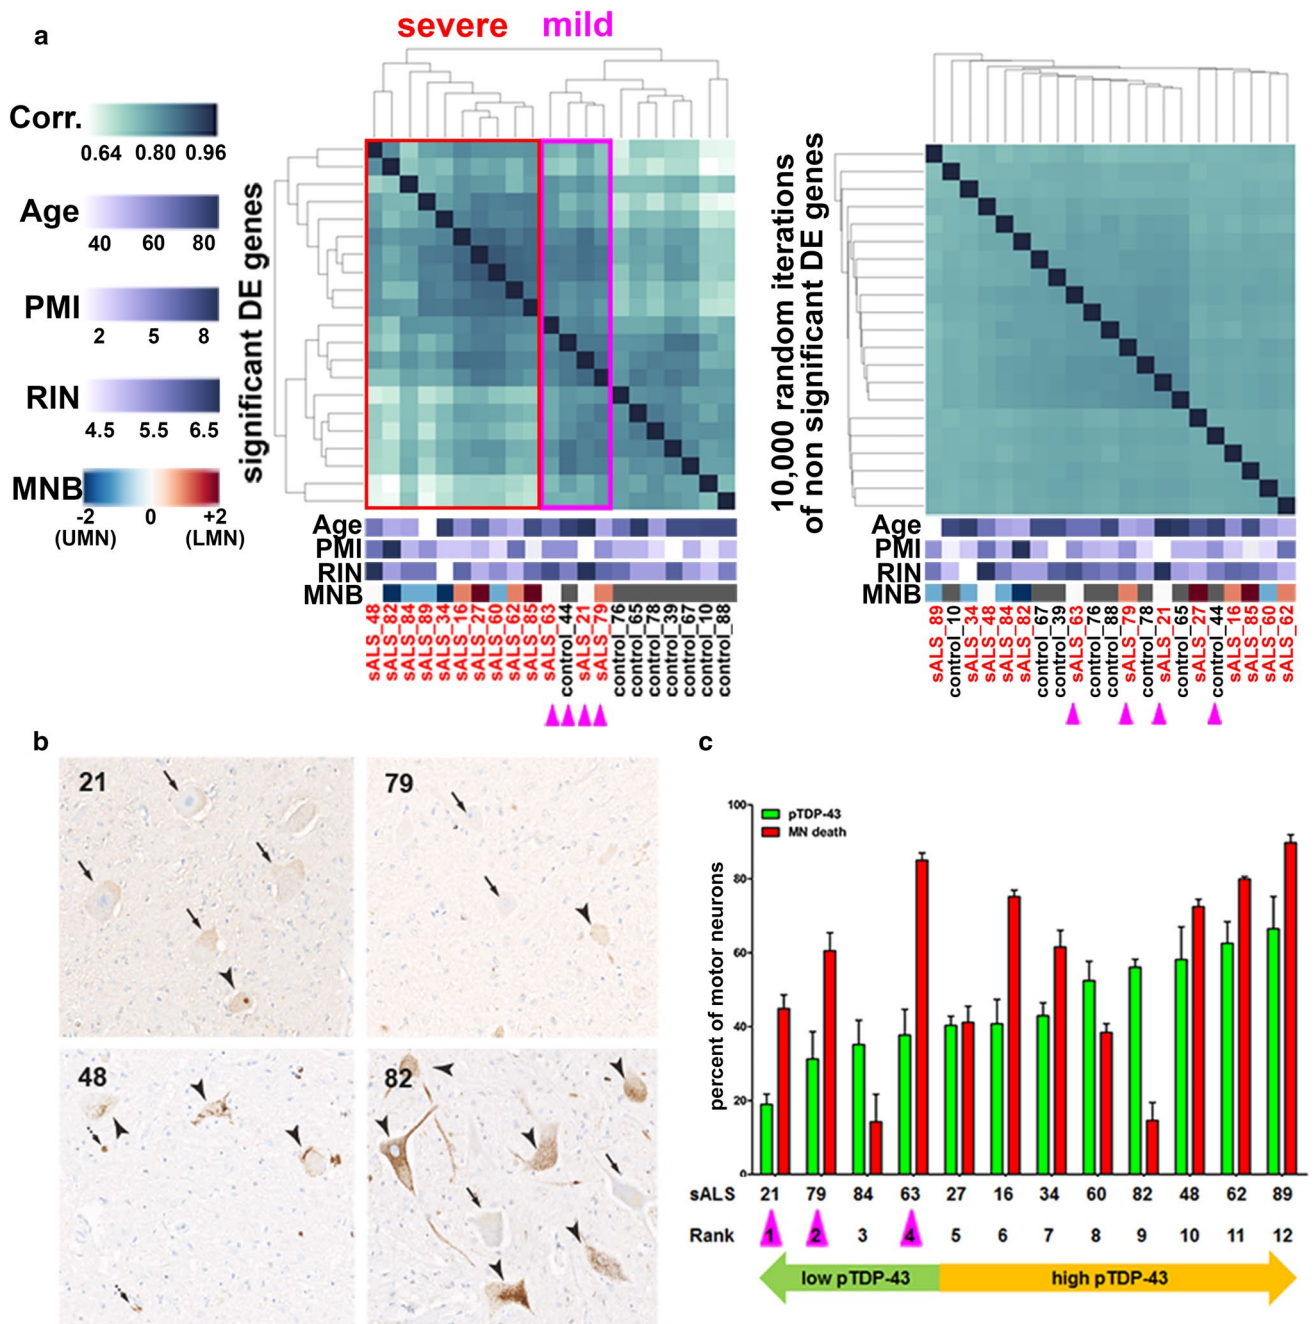 a
severe mild
Corr.
0.64 0.80 0.96
Age
40 60 80
PMI
2 5 8
RIN
4.5 5.5 6.5
MNB
-2 0 +2
(UMN) (LMN)
significant DE genes
Age
PMI
RIN
MNB
sALS_48
sALS_82
sALS_84
sALS_89
sALS_34
sALS_16
sALS_27
sALS_60
sALS_62
sALS_85
sALS_63
control_44
sALS_21
sALS_79
control_76
control_65
control_78
control_39
control_67
control_10
control_88
10,000 random iterations
of non significant DE genes
Age
PMI
RIN
MNB
sALS_89
control_10
sALS_34
sALS_48
sALS_84
sALS_82
control_67
control_39
sALS_63
control_76
control_88
sALS_79
control_78
sALS_21
control_65
sALS_27
control_44
sALS_16
sALS_85
sALS_60
sALS_62
b
21
79
48
82
c
pTDP-43
MN death
percent of motor neurons
100
80
60
40
20
0
sALS 21 79 84 63 27 16 34 60 82 48 62 89
Rank 1 2 3 4 5 6 7 8 9 10 11 12
low pTDP-43 high pTDP-43